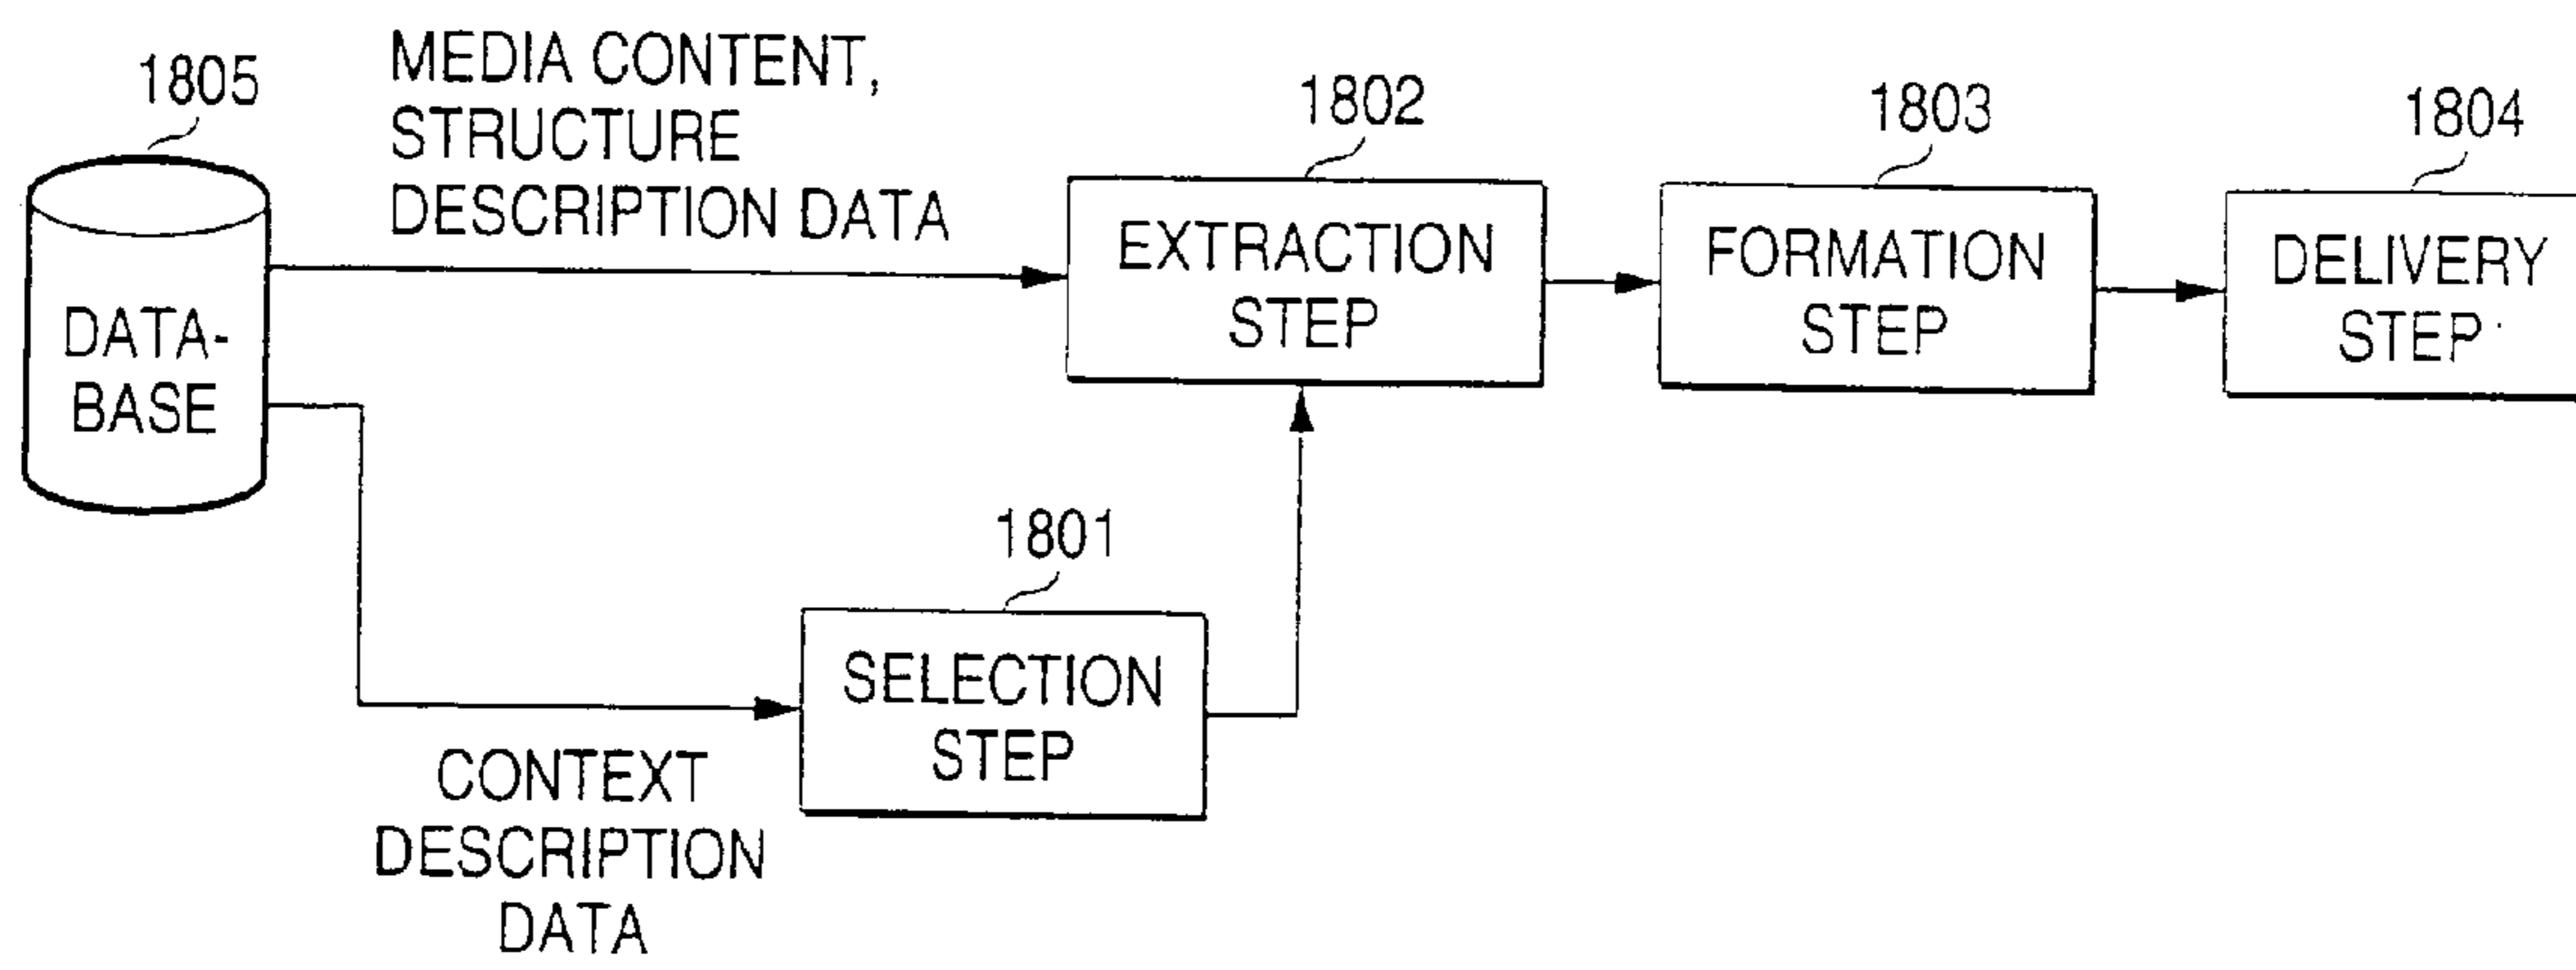 1805
MEDIA CONTENT,
STRUCTURE
DESCRIPTION DATA
1802
1803
1804
EXTRACTION
STEP
FORMATION
STEP
DELIVERY
STEP
DATA-
BASE
1801
SELECTION
STEP
CONTEXT
DESCRIPTION
DATA